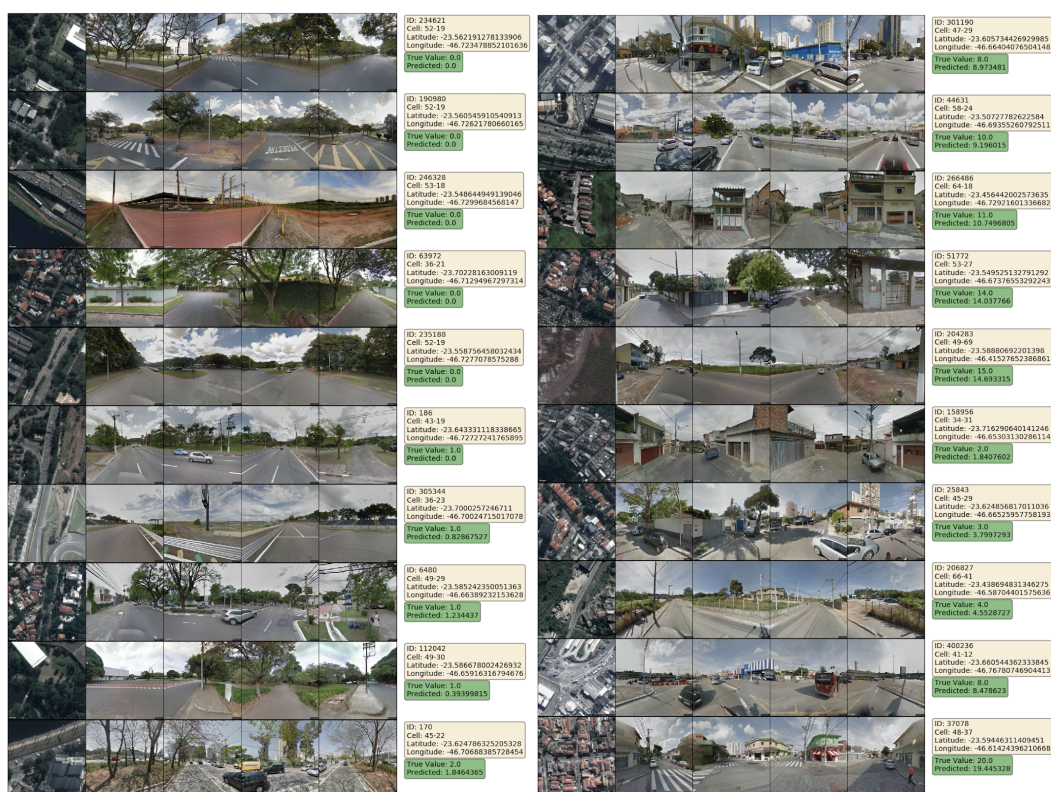 ID: 234621
Cell: 52-19
Latitude: -23.562191278133906
Longitude: -46.723478852101636
True Value: 0.0
Predicted: 0.0
ID: 190980
Cell: 52-19
Latitude: -23.560545910540913
Longitude: -46.72621780660165
True Value: 0.0
Predicted: 0.0
ID: 246328
Cell: 53-18
Latitude: -23.548644949139046
Longitude: -46.7299684568147
True Value: 0.0
Predicted: 0.0
ID: 63972
Cell: 36-21
Latitude: -23.70228163009119
Longitude: -46.71294967297314
True Value: 0.0
Predicted: 0.0
ID: 235188
Cell: 52-19
Latitude: -23.558756458032434
Longitude: -46.7277078575288
True Value: 0.0
Predicted: 0.0
ID: 186
Cell: 43-19
Latitude: -23.643331118338665
Longitude: -46.72727241765895
True Value: 1.0
Predicted: 0.0
ID: 305344
Cell: 36-23
Latitude: -23.7000257246711
Longitude: -46.70024715017078
True Value: 1.0
Predicted: 0.82867527
ID: 6480
Cell: 49-29
Latitude: -23.585242350051363
Longitude: -46.66389232153628
True Value: 1.0
Predicted: 1.234437
ID: 112042
Cell: 49-30
Latitude: -23.586678002426932
Longitude: -46.65916316794676
True Value: 1.0
Predicted: 0.39399815
ID: 170
Cell: 45-22
Latitude: -23.624786325205328
Longitude: -46.70688385728454
True Value: 2.0
Predicted: 1.8464365
ID: 301190
Cell: 47-29
Latitude: -23.605734426929985
Longitude: -46.66404076504148
True Value: 8.0
Predicted: 8.973481
ID: 44631
Cell: 58-24
Latitude: -23.50727782622584
Longitude: -46.69355260792511
True Value: 10.0
Predicted: 9.196015
ID: 266486
Cell: 64-18
Latitude: -23.456442002573635
Longitude: -46.72921601336682
True Value: 11.0
Predicted: 10.7496805
ID: 51772
Cell: 53-27
Latitude: -23.549525132791292
Longitude: -46.67376553292243
True Value: 14.0
Predicted: 14.037766
ID: 204283
Cell: 49-69
Latitude: -23.58880692201398
Longitude: -46.41527652386861
True Value: 15.0
Predicted: 14.693315
ID: 158956
Cell: 34-31
Latitude: -23.716290640141246
Longitude: -46.65303130286114
True Value: 2.0
Predicted: 1.8407602
ID: 25843
Cell: 45-29
Latitude: -23.624856817011036
Longitude: -46.66525957758193
True Value: 3.0
Predicted: 3.7997293
ID: 206827
Cell: 66-41
Latitude: -23.438694831346275
Longitude: -46.58704401575636
True Value: 4.0
Predicted: 4.5528727
ID: 400236
Cell: 41-12
Latitude: -23.660544362333845
Longitude: -46.76780746904413
True Value: 8.0
Predicted: 8.478623
ID: 37078
Cell: 48-37
Latitude: -23.59446311409451
Longitude: -46.61424396210668
True Value: 20.0
Predicted: 19.445328